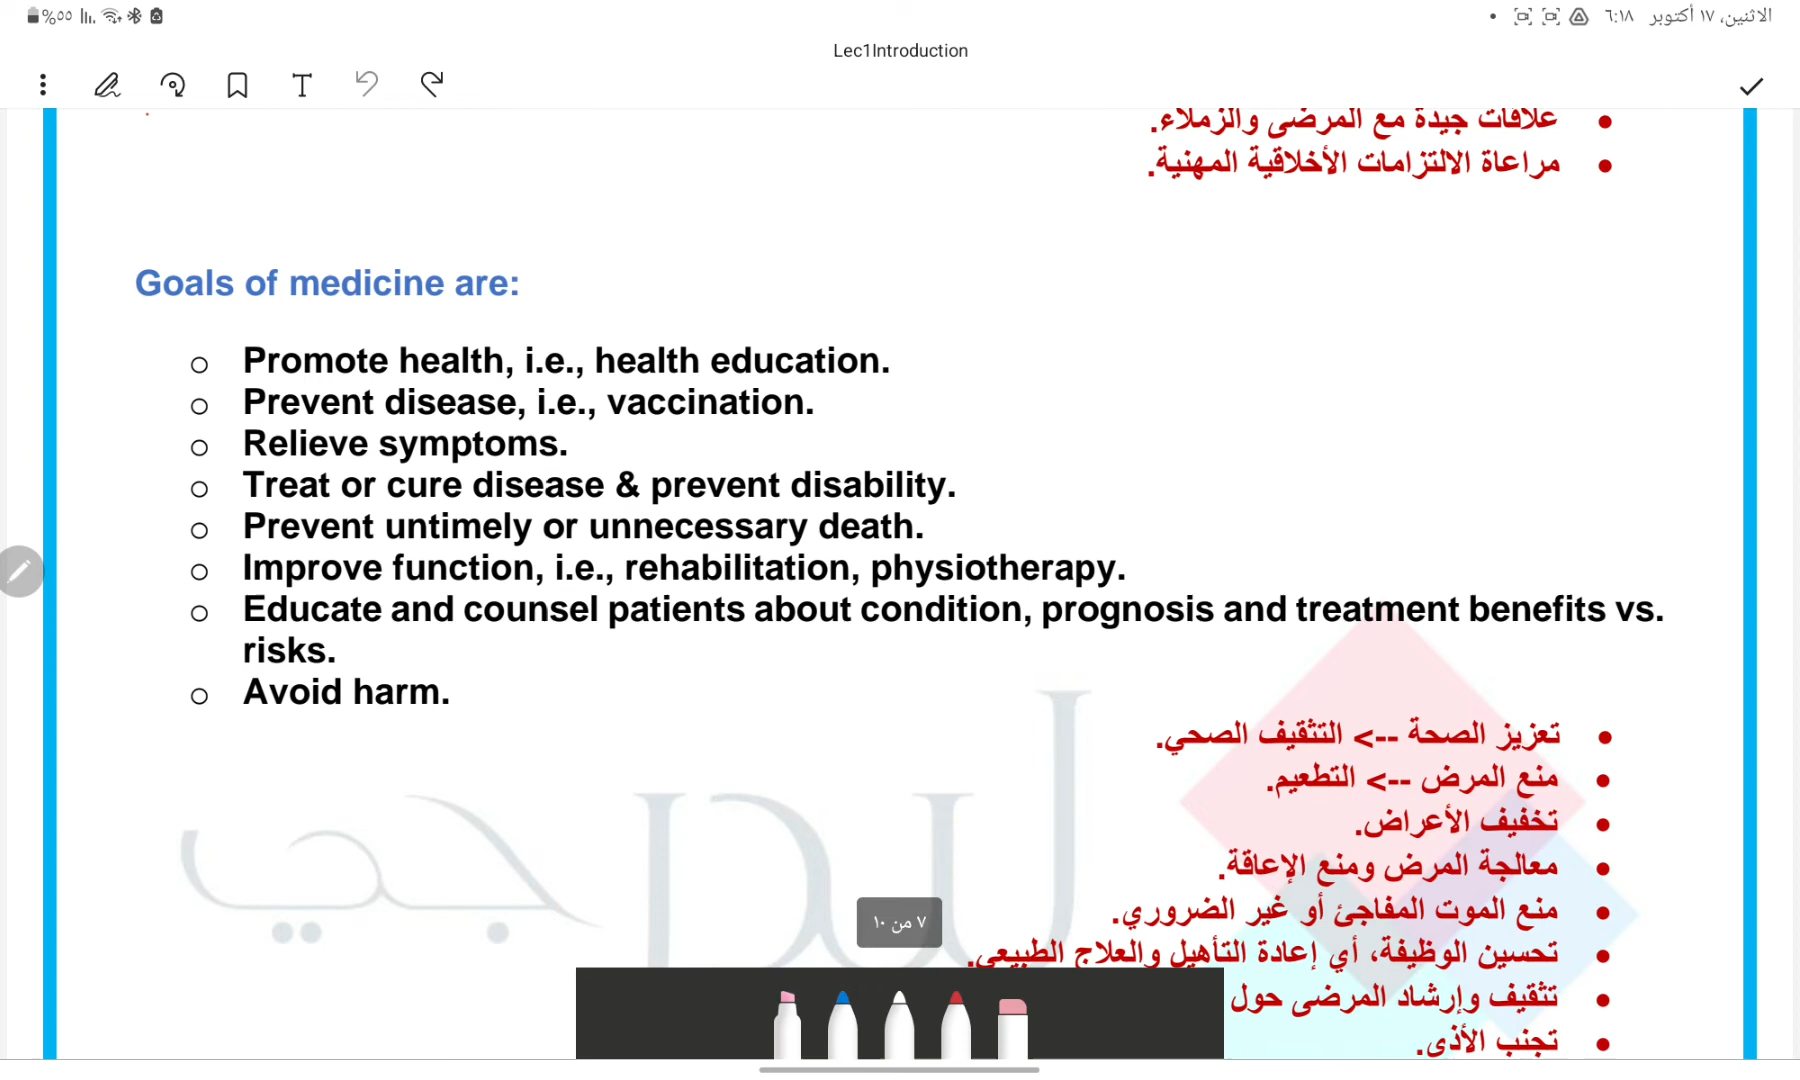 %٥٥
الاثنين، ١٧ أكتوبر ٦:١٨
Lec1Introduction
علاقات جيدة مع المرضى والزملاء.
مراعاة الالتزامات الأخلاقية المهنية.
Goals of medicine are:
Promote health, i.e., health education.
Prevent disease, i.e., vaccination.
Relieve symptoms.
Treat or cure disease & prevent disability.
Prevent untimely or unnecessary death.
Improve function, i.e., rehabilitation, physiotherapy.
Educate and counsel patients about condition, prognosis and treatment benefits vs.
risks.
Avoid harm.
تعزيز الصحة --> التثقيف الصحي.
منع المرض --> التطعيم.
تخفيف الأعراض.
معالجة المرض ومنع الإعاقة.
منع الموت المفاجئ أو غير الضروري.
٧ من ١٠
تحسين الوظيفة، أي إعادة التأهيل والعلاج الطبيعي.
تثقيف وإرشاد المرضى حول
تجنب الأذى.